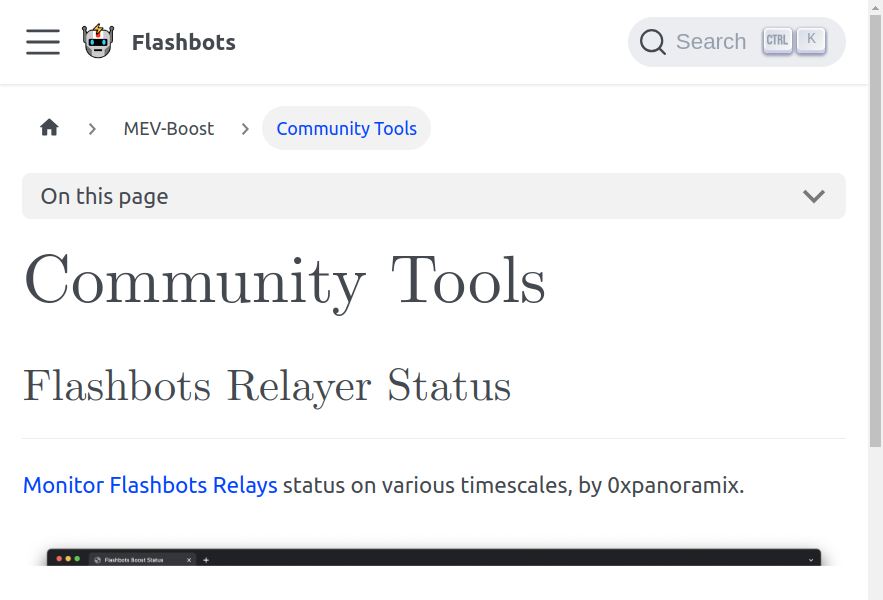 Flashbots
Search CTRL K
MEV-Boost
Community Tools
On this page
Community Tools
Flashbots Relayer Status
Monitor Flashbots Relays status on various timescales, by 0xpanoramix.
Flashbots Boost Status